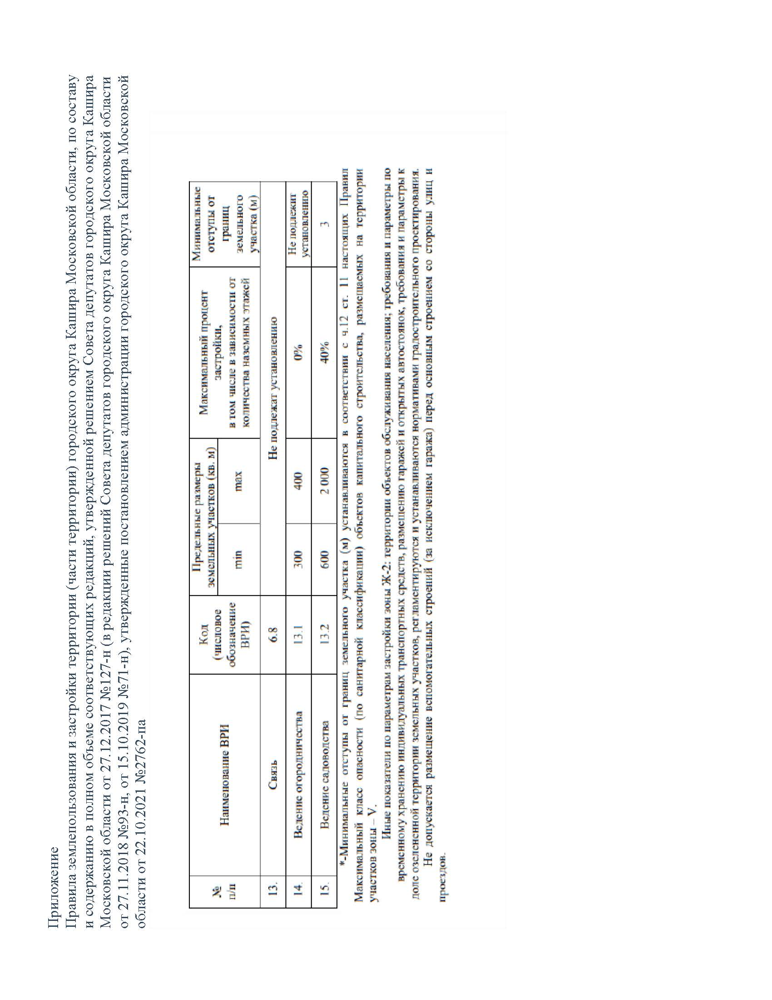 Приложение
Правила землепользования и застройки территории (части территории) городского округа Кашира Московской области, по составу
и содержанию в полном объеме соответствующих редакций, утвержденной решением Совета депутатов городского округа Кашира
Московской области от 27.12.2017 №127-н (в редакции решений Совета депутатов городского округа Кашира Московской области
от 27.11.2018 №93-н, от 15.10.2019 №71-н), утвержденные постановлением администрации городского округа Кашира Московской
области от 22.10.2021 №2762-па
№ п/п
Наименование ВРИ
Код (числовое обозначение ВРИ)
Предельные размеры земельных участков (кв. м)
min
max
Максимальный процент застройки, в том числе в зависимости от количества наземных этажей
Минимальные отступы от границ земельного участка (м)
13. Связь 6.8 Не подлежат установлению
14. Ведение огородничества 13.1 300 400 0% Не подлежит установлению
15. Ведение садоводства 13.2 600 2 000 40% 3
*-Минимальные отступы от границ земельного участка (м) устанавливаются в соответствии с ч.12 ст. 11 настоящих Правил
Максимальный класс опасности (по санитарной классификации) объектов капитального строительства, размещаемых на территории
участков зоны – V.
Иные показатели по параметрам застройки зоны Ж-2: территории объектов обслуживания населения; требования и параметры по
временному хранению индивидуальных транспортных средств, размещению гаражей и открытых автостоянок, требования и параметры к
доле озелененной территории земельных участков, регламентируются и устанавливаются нормативами градостроительного проектирования.
Не допускается размещение вспомогательных строений (за исключением гаража) перед основным строением со стороны улиц и
проездов.